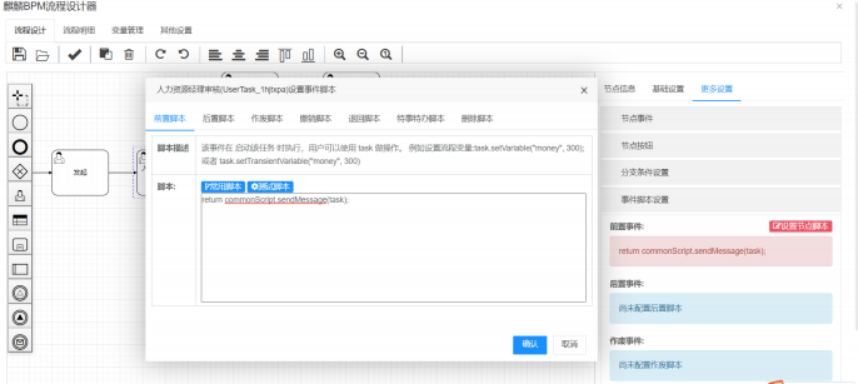 麒麟BPM流程设计器
×
流程设计 流程明细 变量管理 其他设置
人力资源经理审核(UserTask_1hjtxpa)设置事件脚本
×
前置脚本 后置脚本 作废脚本 撤销脚本 退回脚本 特事特办脚本 删除脚本
脚本描述
该事件在 启动该任务 时执行，用户可以使用 task 做操作。 例如设置流程变量:task.setVariable("money", 300);
或者 task.setTransientVariable("money", 300)
脚本:
常用脚本 测试脚本
return commonScript.sendMessage(task);
确认 取消
发起
节点信息 基础设置 更多设置
节点事件
节点按钮
分支条件设置
事件脚本设置
前置事件:
设置节点脚本
return commonScript.sendMessage(task);
后置事件:
尚未配置后置脚本
作废事件:
尚未配置作废脚本